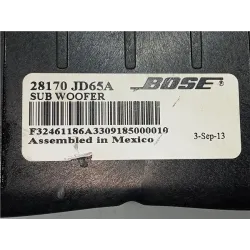 28170 JD65A
SUB WOOFER
BOSE®
F32461186A3309185000010
Assembled in Mexico
3-Sep-13